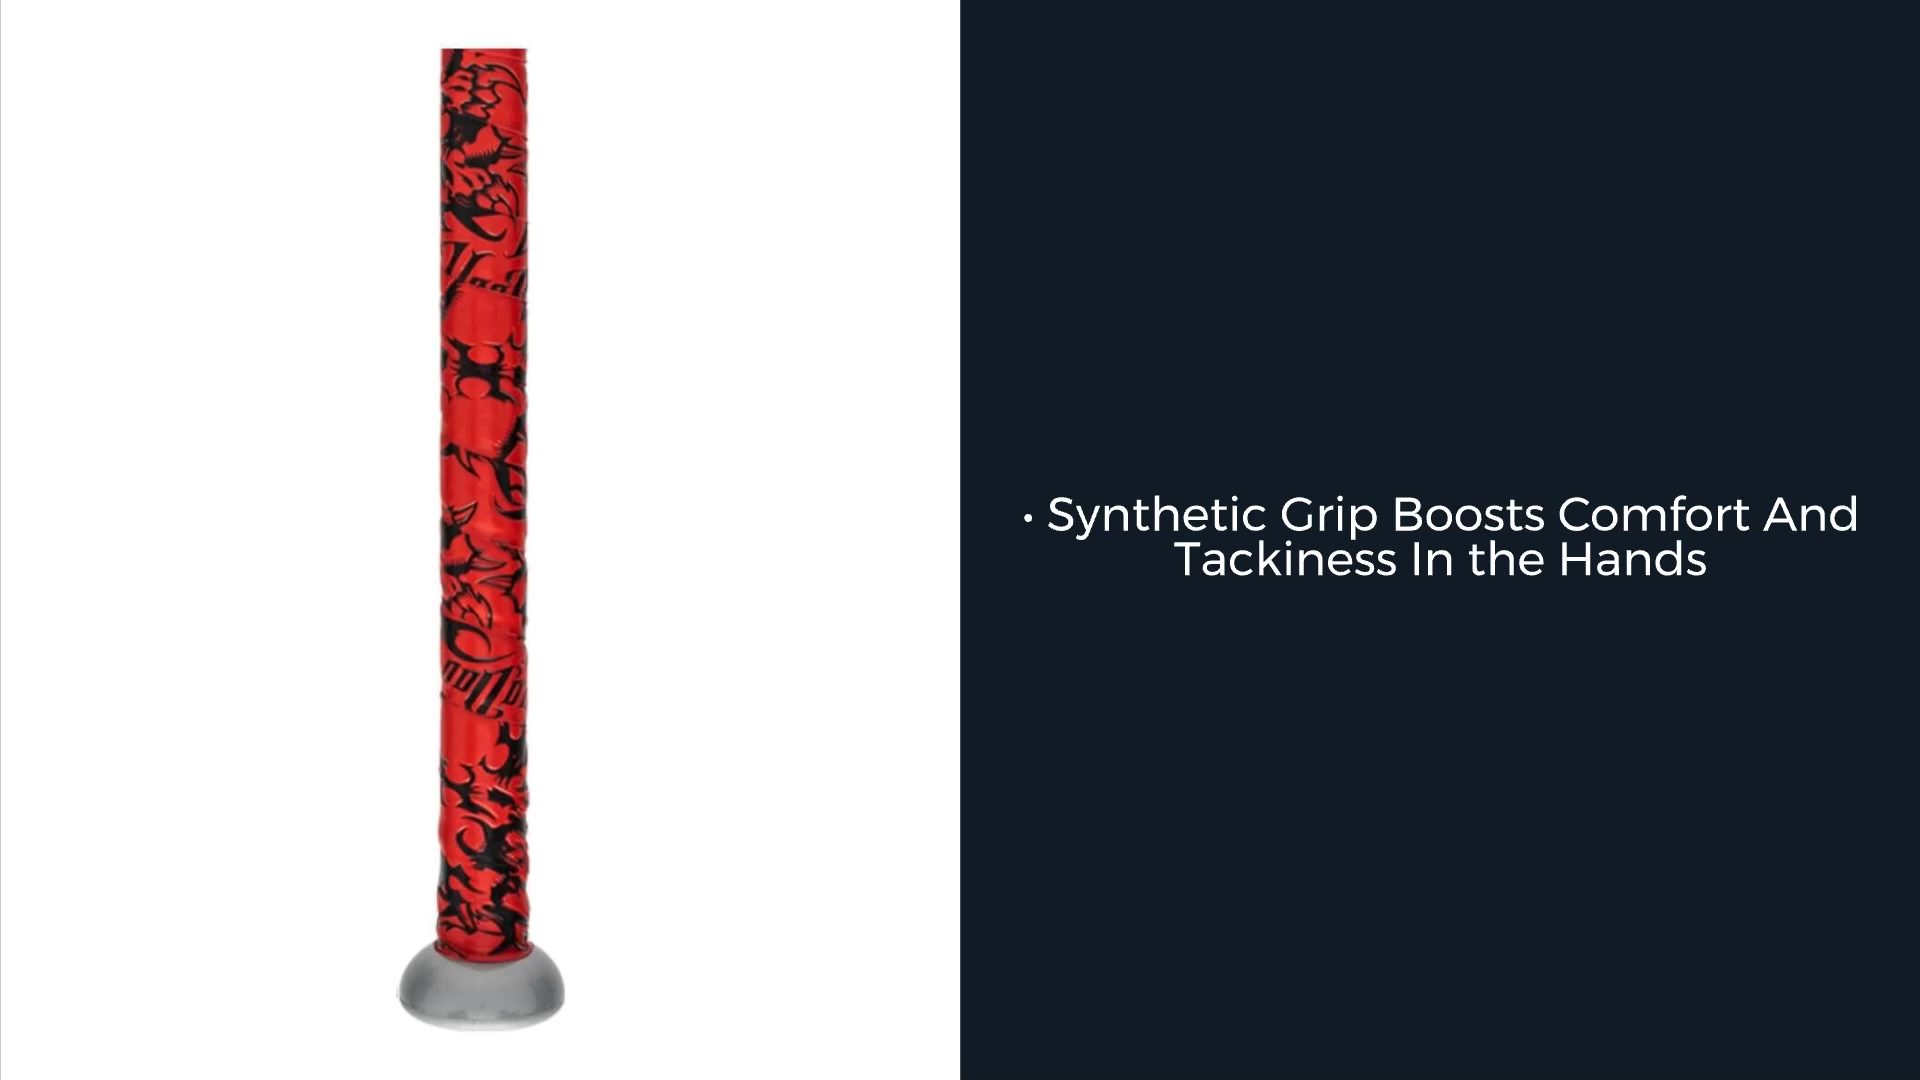 • Synthetic Grip Boosts Comfort And
Tackiness In the Hands